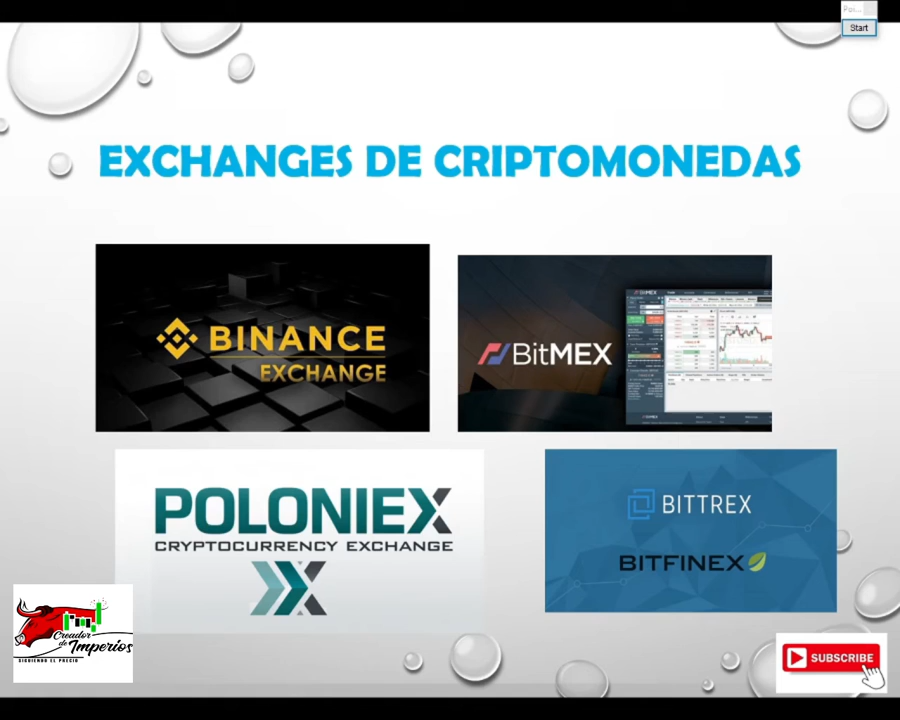 Start
EXCHANGES DE CRIPTOMONEDAS
BINANCE
EXCHANGE
BitMEX
POLONIEX
CRYPTOCURRENCY EXCHANGE
BITTREX
BITFINEX
Creador
de Imperios
SIGUIENDO EL PRECIO
SUBSCRIBE